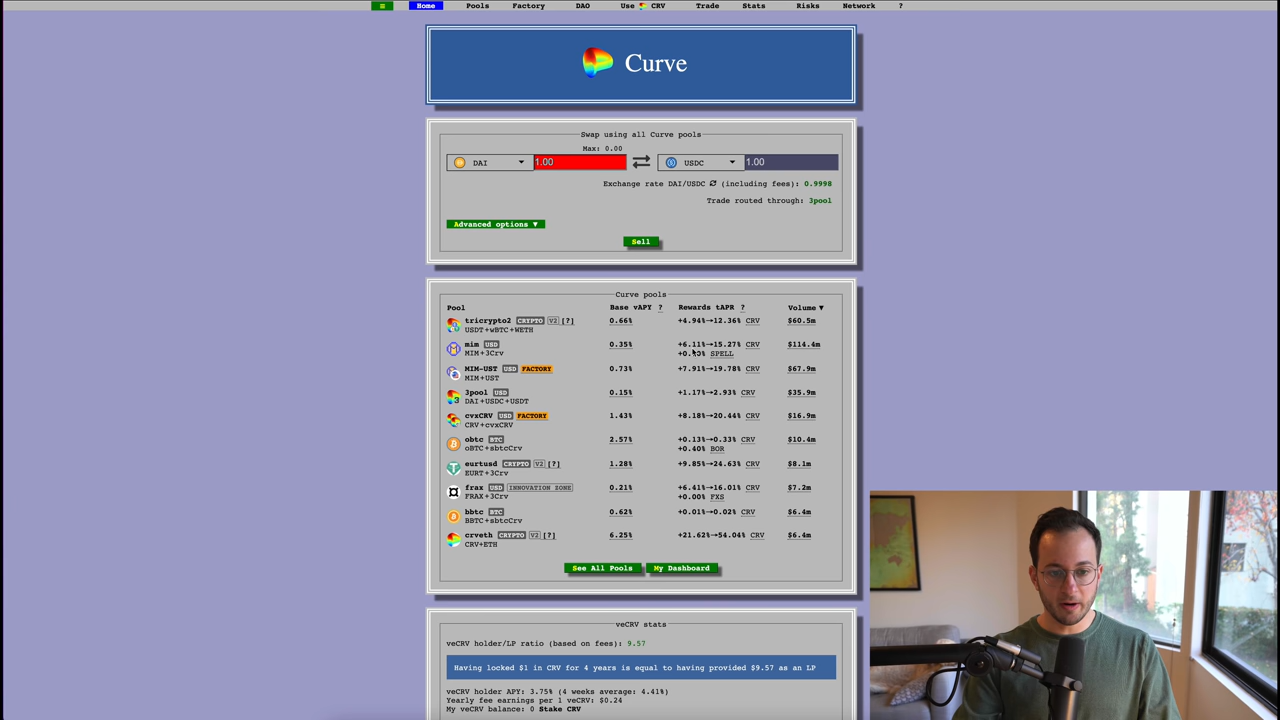 ≡ Home Pools Factory DAO Use CRV Trade Stats Risks Network ?
Curve
Swap using all Curve pools
Max: 0.00
DAI 1.00 USDC 1.00
Exchange rate DAI/USDC (including fees): 0.9998
Trade routed through: 3pool
Advanced options ▼
Sell
Curve pools
Pool Base vAPY ? Rewards tAPR ? Volume ▼
tricrypto2 CRYPTO V2 [?] 0.66% +4.94%→12.36% CRV $60.5m
USDT+wBTC+WETH
mim USD 0.35% +6.11%→15.27% CRV $114.4m
MIM+3Crv SPELL
MIM-UST USD FACTORY 0.73% +7.91%→19.78% CRV $67.9m
MIM+UST
3pool USD 0.15% +1.17%→2.93% CRV $35.9m
DAI+USDC+USDT
cvxCRV USD FACTORY 1.43% +8.18%→20.44% CRV $16.9m
CRV+cvxCRV
obtc BTC 2.57% +0.13%→0.33% CRV $10.4m
oBTC+sbtcCrv +0.40% BOR
eurtusd CRYPTO V2 [?] 1.28% +9.85%→24.63% CRV $8.1m
EURT+3Crv
frax USD INNOVATION ZONE 0.21% +6.41%→16.01% CRV $7.2m
FRAX+3Crv +0.00% FXS
bbtc BTC 0.62% +0.01%→0.02% CRV $6.4m
BBTC+sbtcCrv
crveth CRYPTO V2 [?] 6.25% +21.62%→54.04% CRV $6.4m
CRV+ETH
See All Pools My Dashboard
veCRV stats
veCRV holder/LP ratio (based on fees): 9.57
Having locked $1 in CRV for 4 years is equal to having provided $9.57 as an LP
veCRV holder APY: 3.75% (4 weeks average: 4.41%)
Yearly fee earnings per 1 veCRV: $0.24
My veCRV balance: 0 Stake CRV